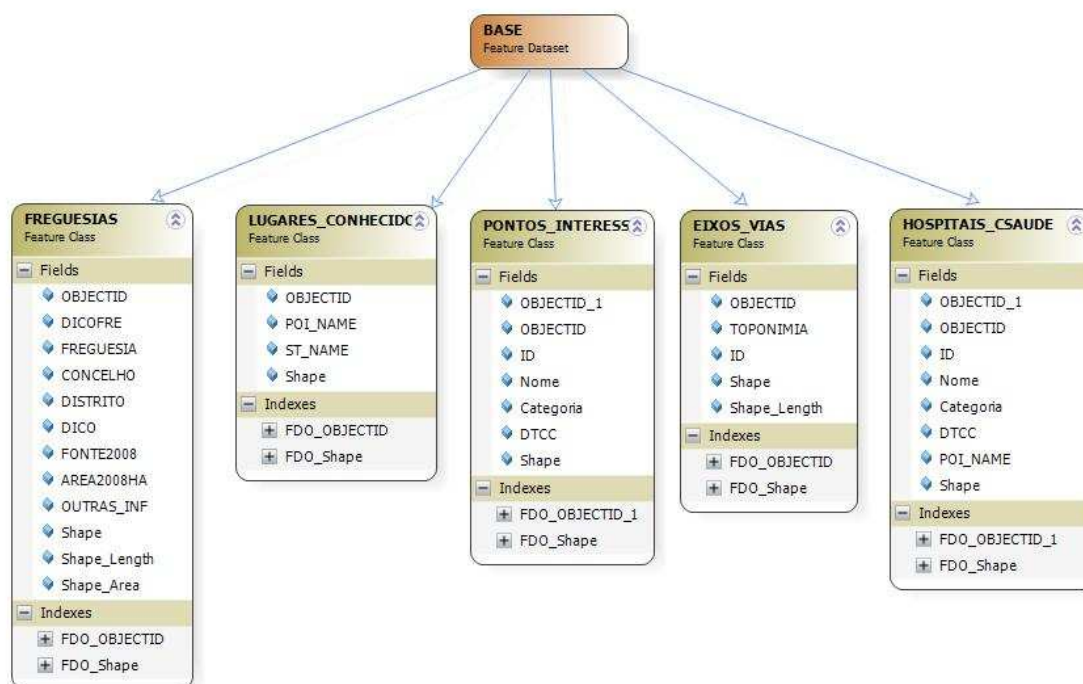 BASE
Feature Dataset
FREGUESIAS
Feature Class
Fields
OBJECTID
DICOFRE
FREGUESIA
CONCELHO
DISTRITO
DICO
FONTE2008
AREA2008HA
OUTRAS_INF
Shape
Shape_Length
Shape_Area
Indexes
FDO_OBJECTID
FDO_Shape
LUGARES_CONHECIDO
Feature Class
Fields
OBJECTID
POI_NAME
ST_NAME
Shape
Indexes
FDO_OBJECTID
FDO_Shape
PONTOS_INTERESS
Feature Class
Fields
OBJECTID_1
OBJECTID
ID
Nome
Categoria
DTCC
Shape
Indexes
FDO_OBJECTID_1
FDO_Shape
EIXOS_VIAS
Feature Class
Fields
OBJECTID
TOPONIMIA
ID
Shape
Shape_Length
Indexes
FDO_OBJECTID
FDO_Shape
HOSPITAIS_CSAUDE
Feature Class
Fields
OBJECTID_1
OBJECTID
ID
Nome
Categoria
DTCC
POI_NAME
Shape
Indexes
FDO_OBJECTID_1
FDO_Shape